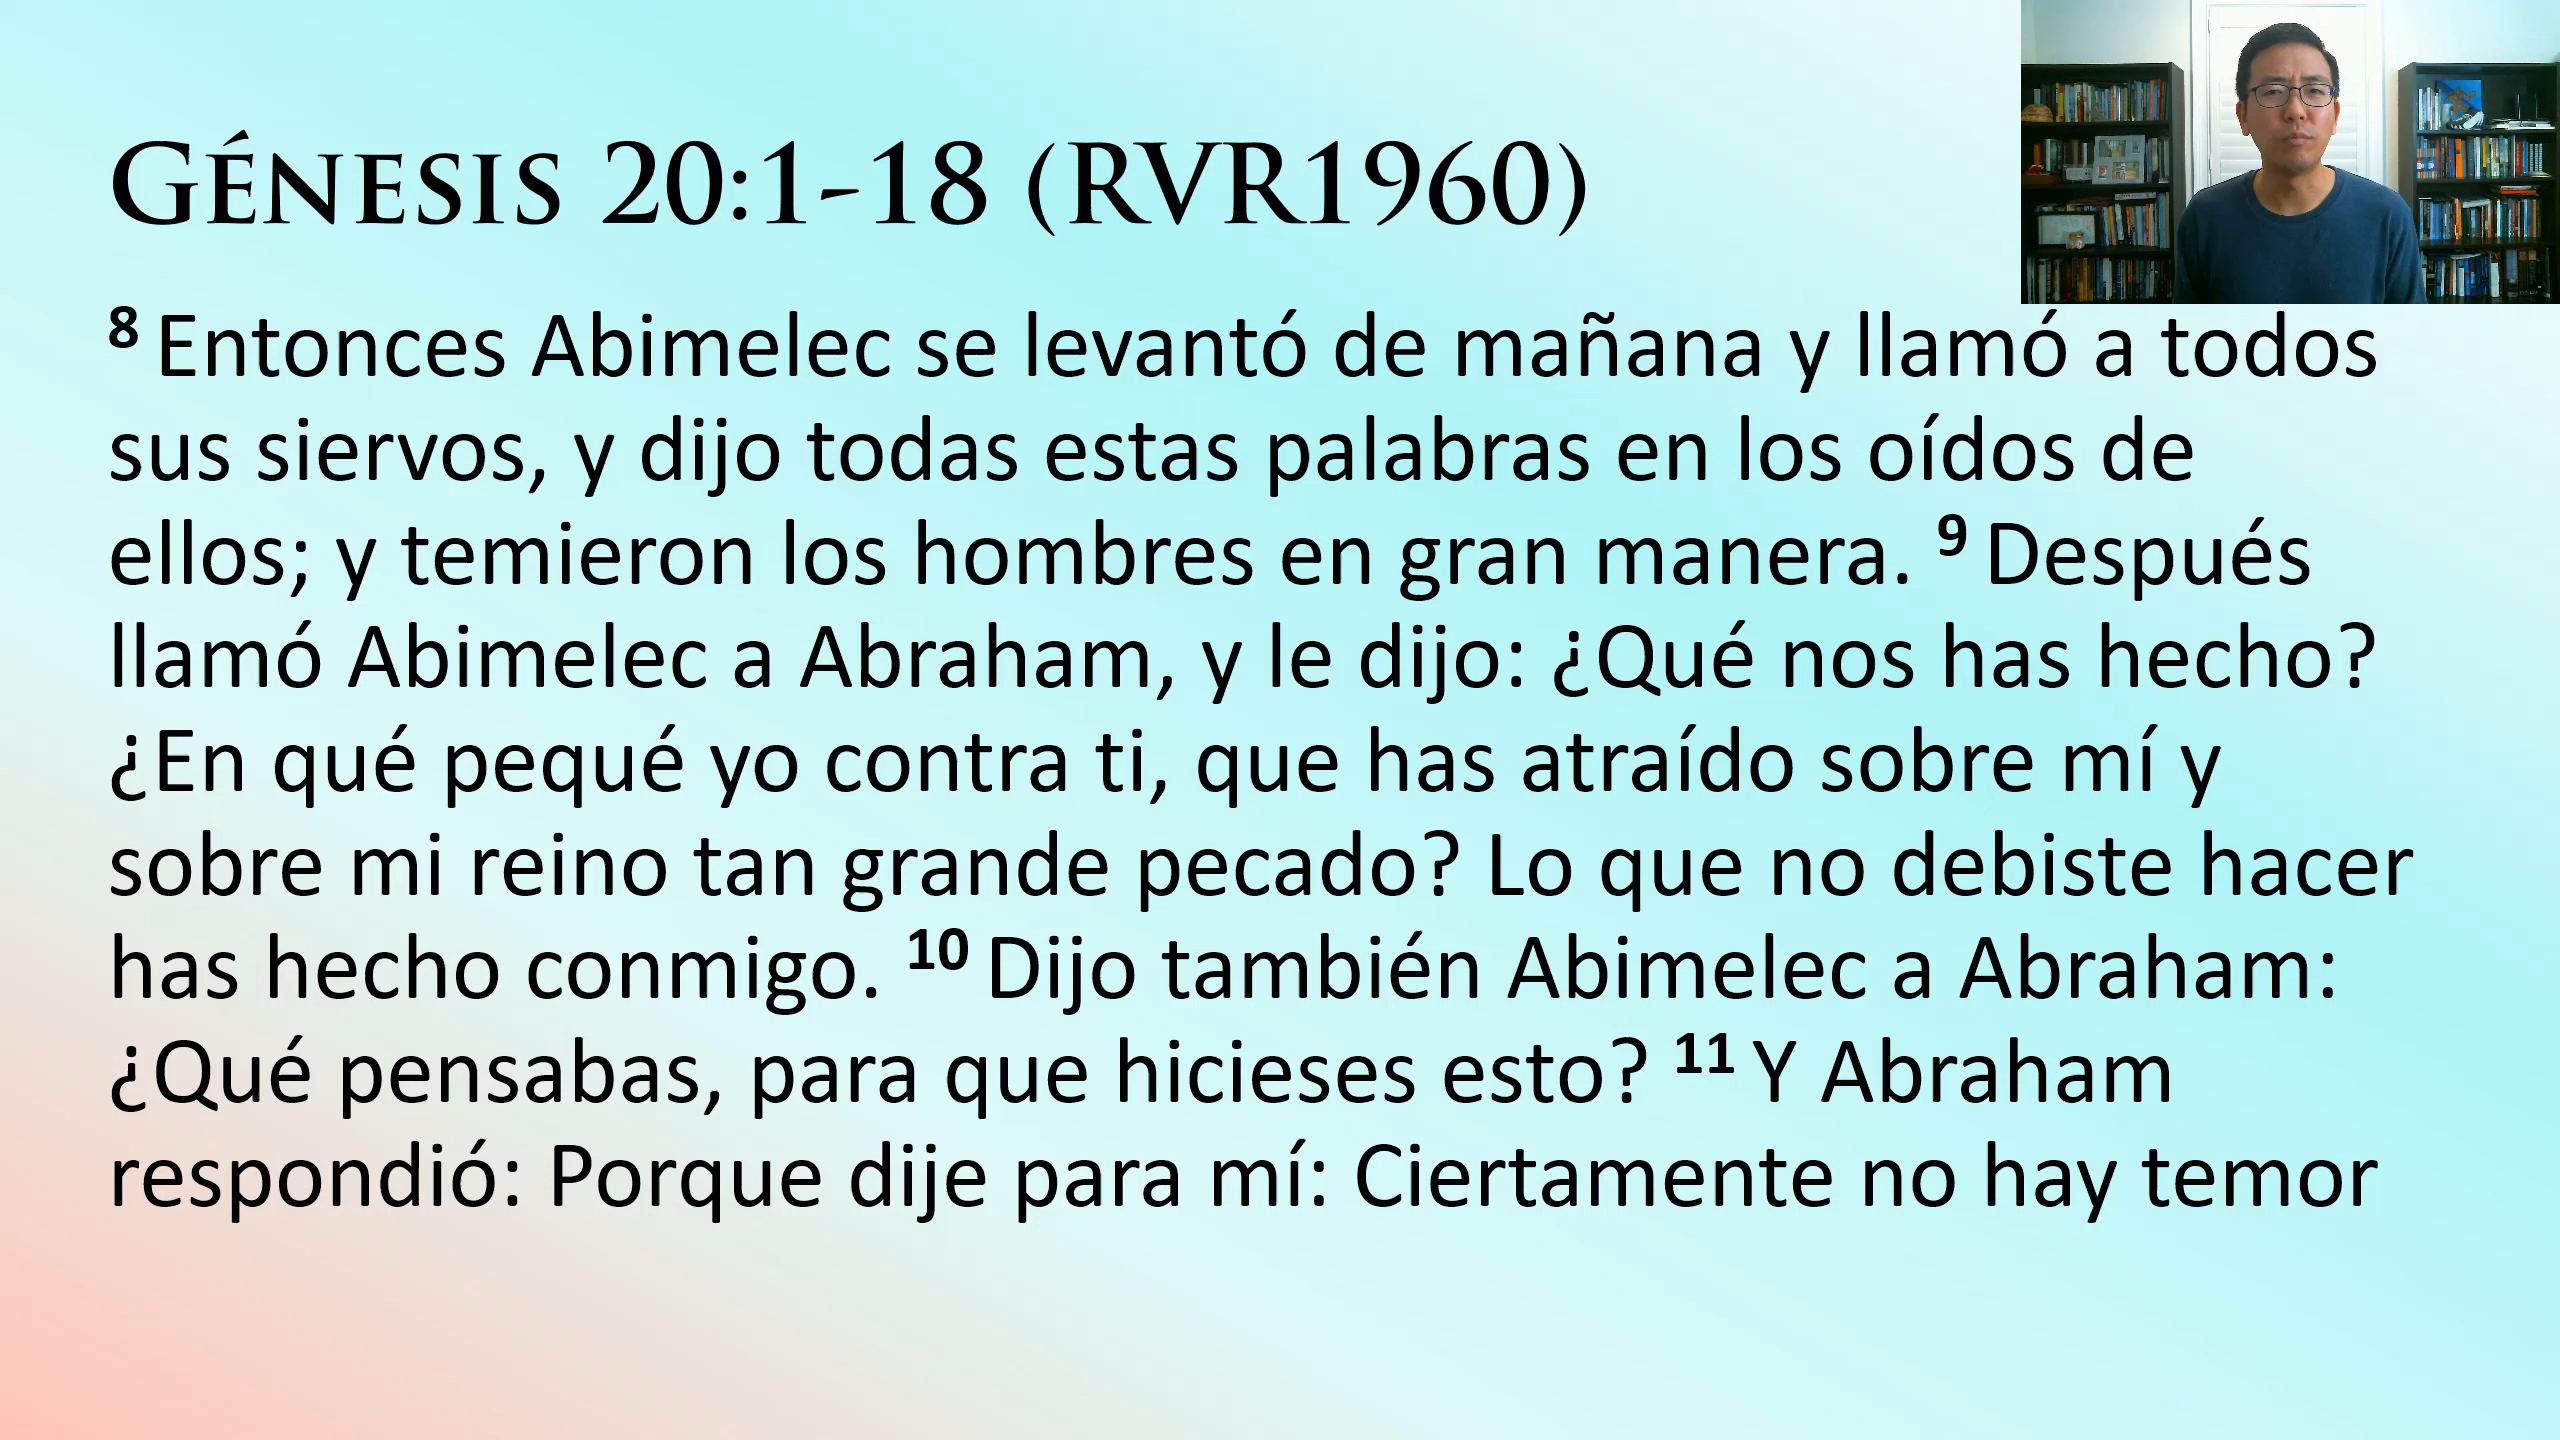 Génesis 20:1-18 (RVR1960)
8 Entonces Abimelec se levantó de mañana y llamó a todos
sus siervos, y dijo todas estas palabras en los oídos de
ellos; y temieron los hombres en gran manera. 9 Después
llamó Abimelec a Abraham, y le dijo: ¿Qué nos has hecho?
¿En qué pequé yo contra ti, que has atraído sobre mí y
sobre mi reino tan grande pecado? Lo que no debiste hacer
has hecho conmigo. 10 Dijo también Abimelec a Abraham:
¿Qué pensabas, para que hicieses esto? 11 Y Abraham
respondió: Porque dije para mí: Ciertamente no hay temor